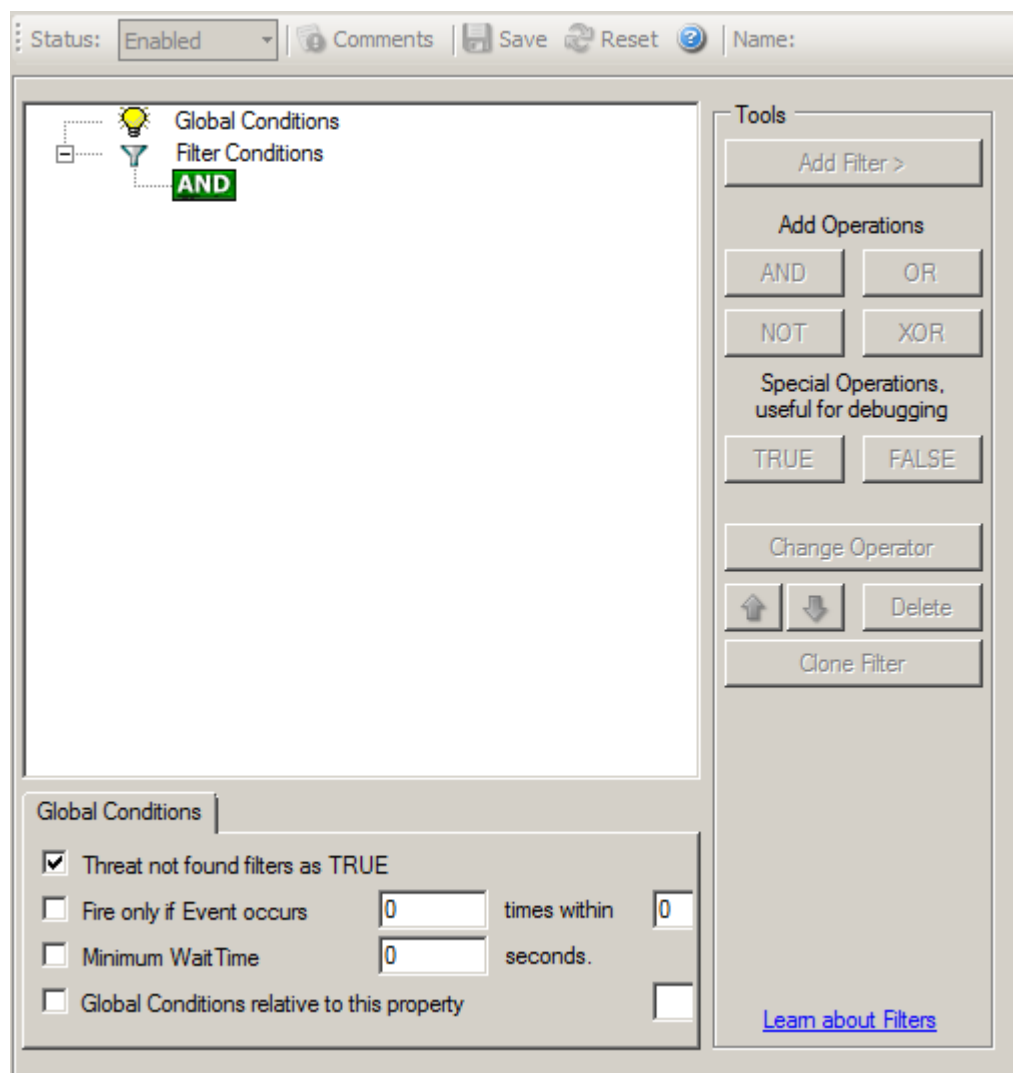 Status: Enabled Comments Save Reset Name:
Global Conditions
Filter Conditions
AND
Tools
Add Filter >
Add Operations
AND OR
NOT XOR
Special Operations,
useful for debugging
TRUE FALSE
Change Operator
Delete
Clone Filter
Learn about Filters
Global Conditions
Threat not found filters as TRUE
Fire only if Event occurs 0 times within 0
Minimum WaitTime 0 seconds.
Global Conditions relative to this property